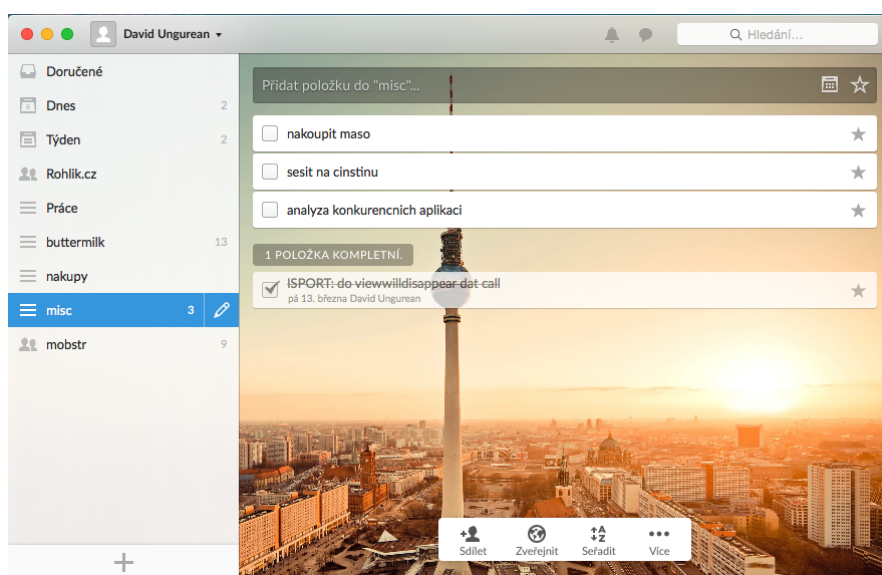 David Ungurean
Hledání...
Doručené
6
Dnes
2
Týden
2
Rohlik.cz
Práce
buttermilk
13
nakupy
misc
3
mobstr
9
Přidat položku do "misc"...
nakoupit maso
sesit na cinstinu
analyza konkurencnich aplikaci
1 POLOŽKA KOMPLETNÍ.
ISPORT: do viewwilldisappear dat call
pá 13. března David Ungurean
Sdílet
Zveřejnit
A
Z
Seřadit
Více